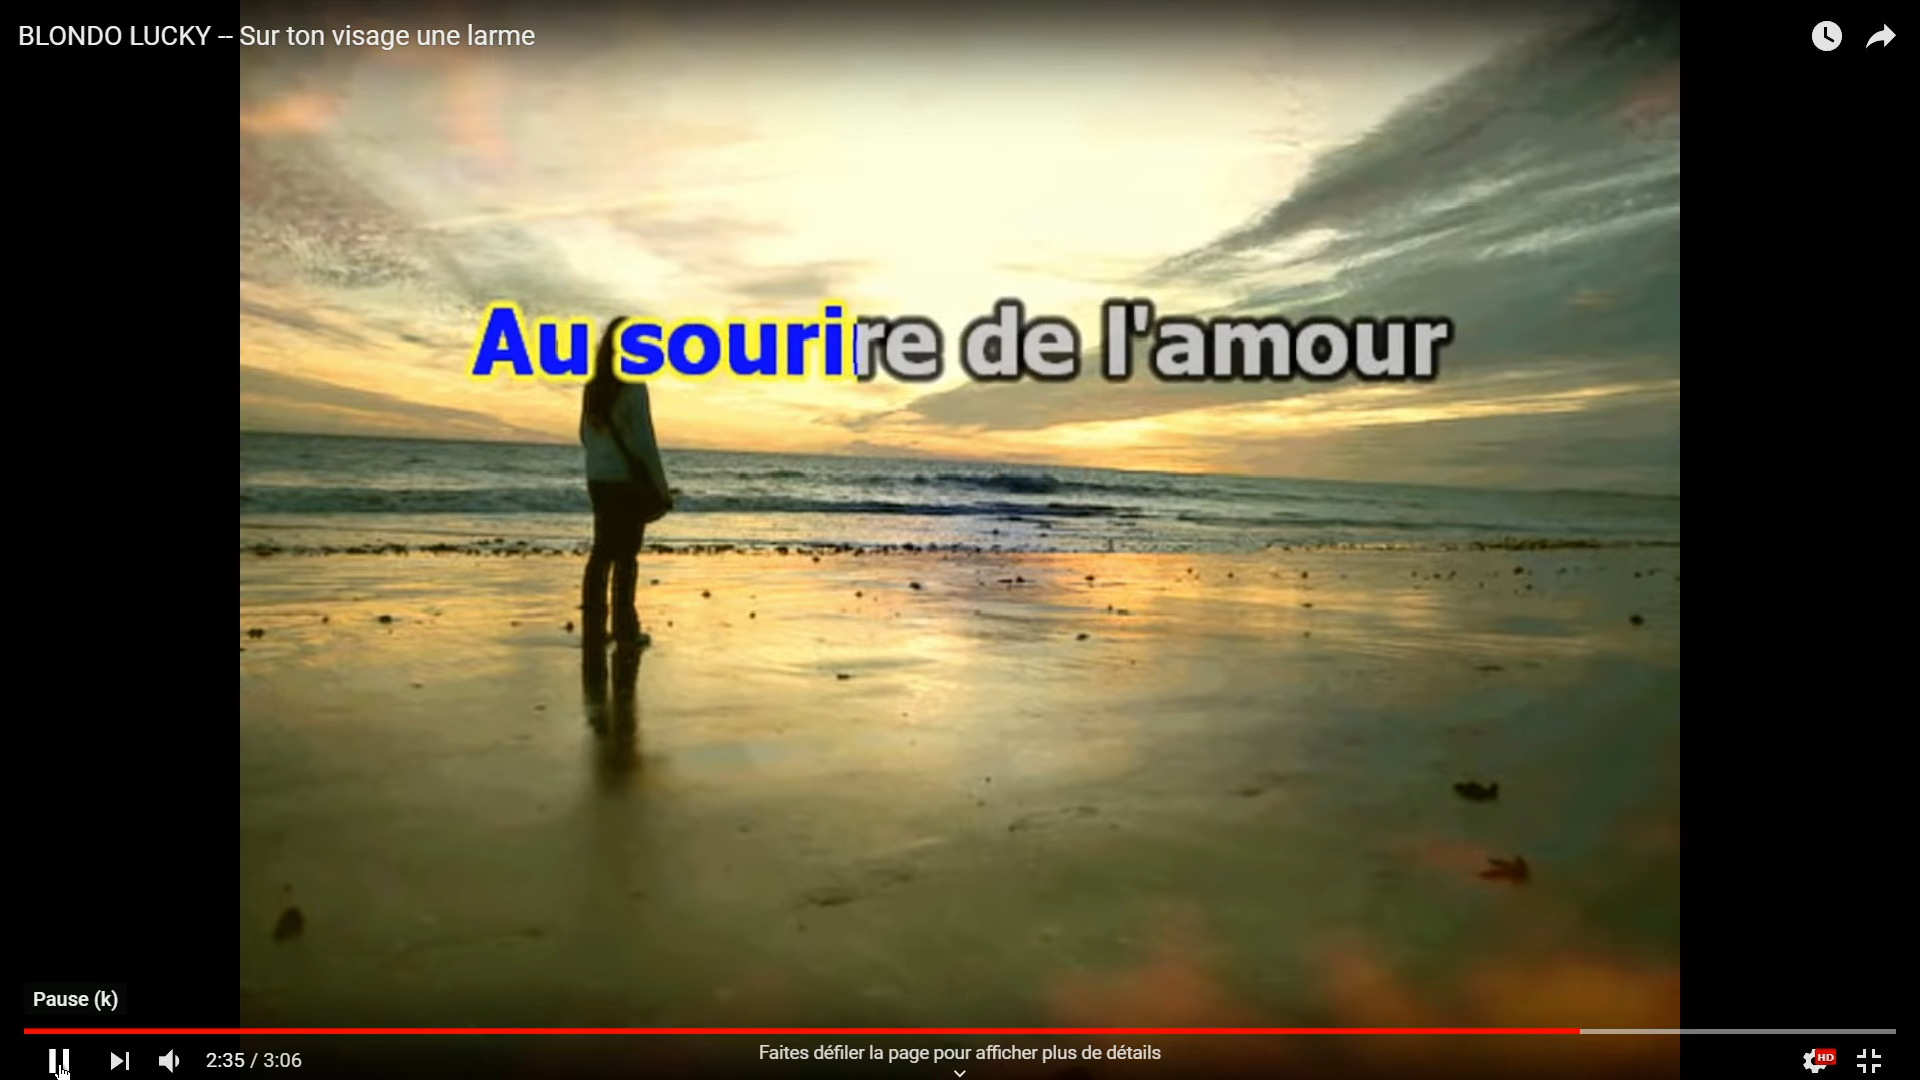 BLONDO LUCKY -- Sur ton visage une larme
Au sourire de l'amour
Pause (k)
2:35 / 3:06
Faites défiler la page pour afficher plus de détails
HD